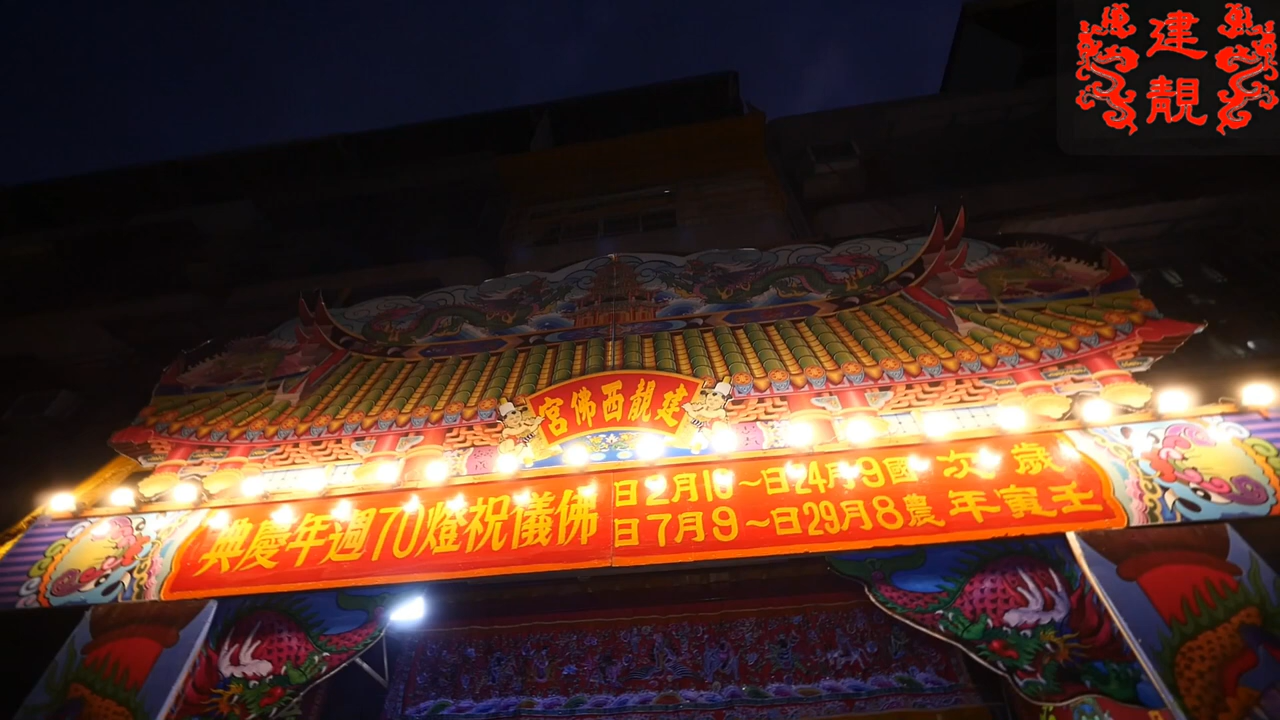 建靚
建靚西佛宮
歲次
壬寅年
國9月24日~10月2日
農8月29日~9月7日
佛儀祝燈70週年慶典